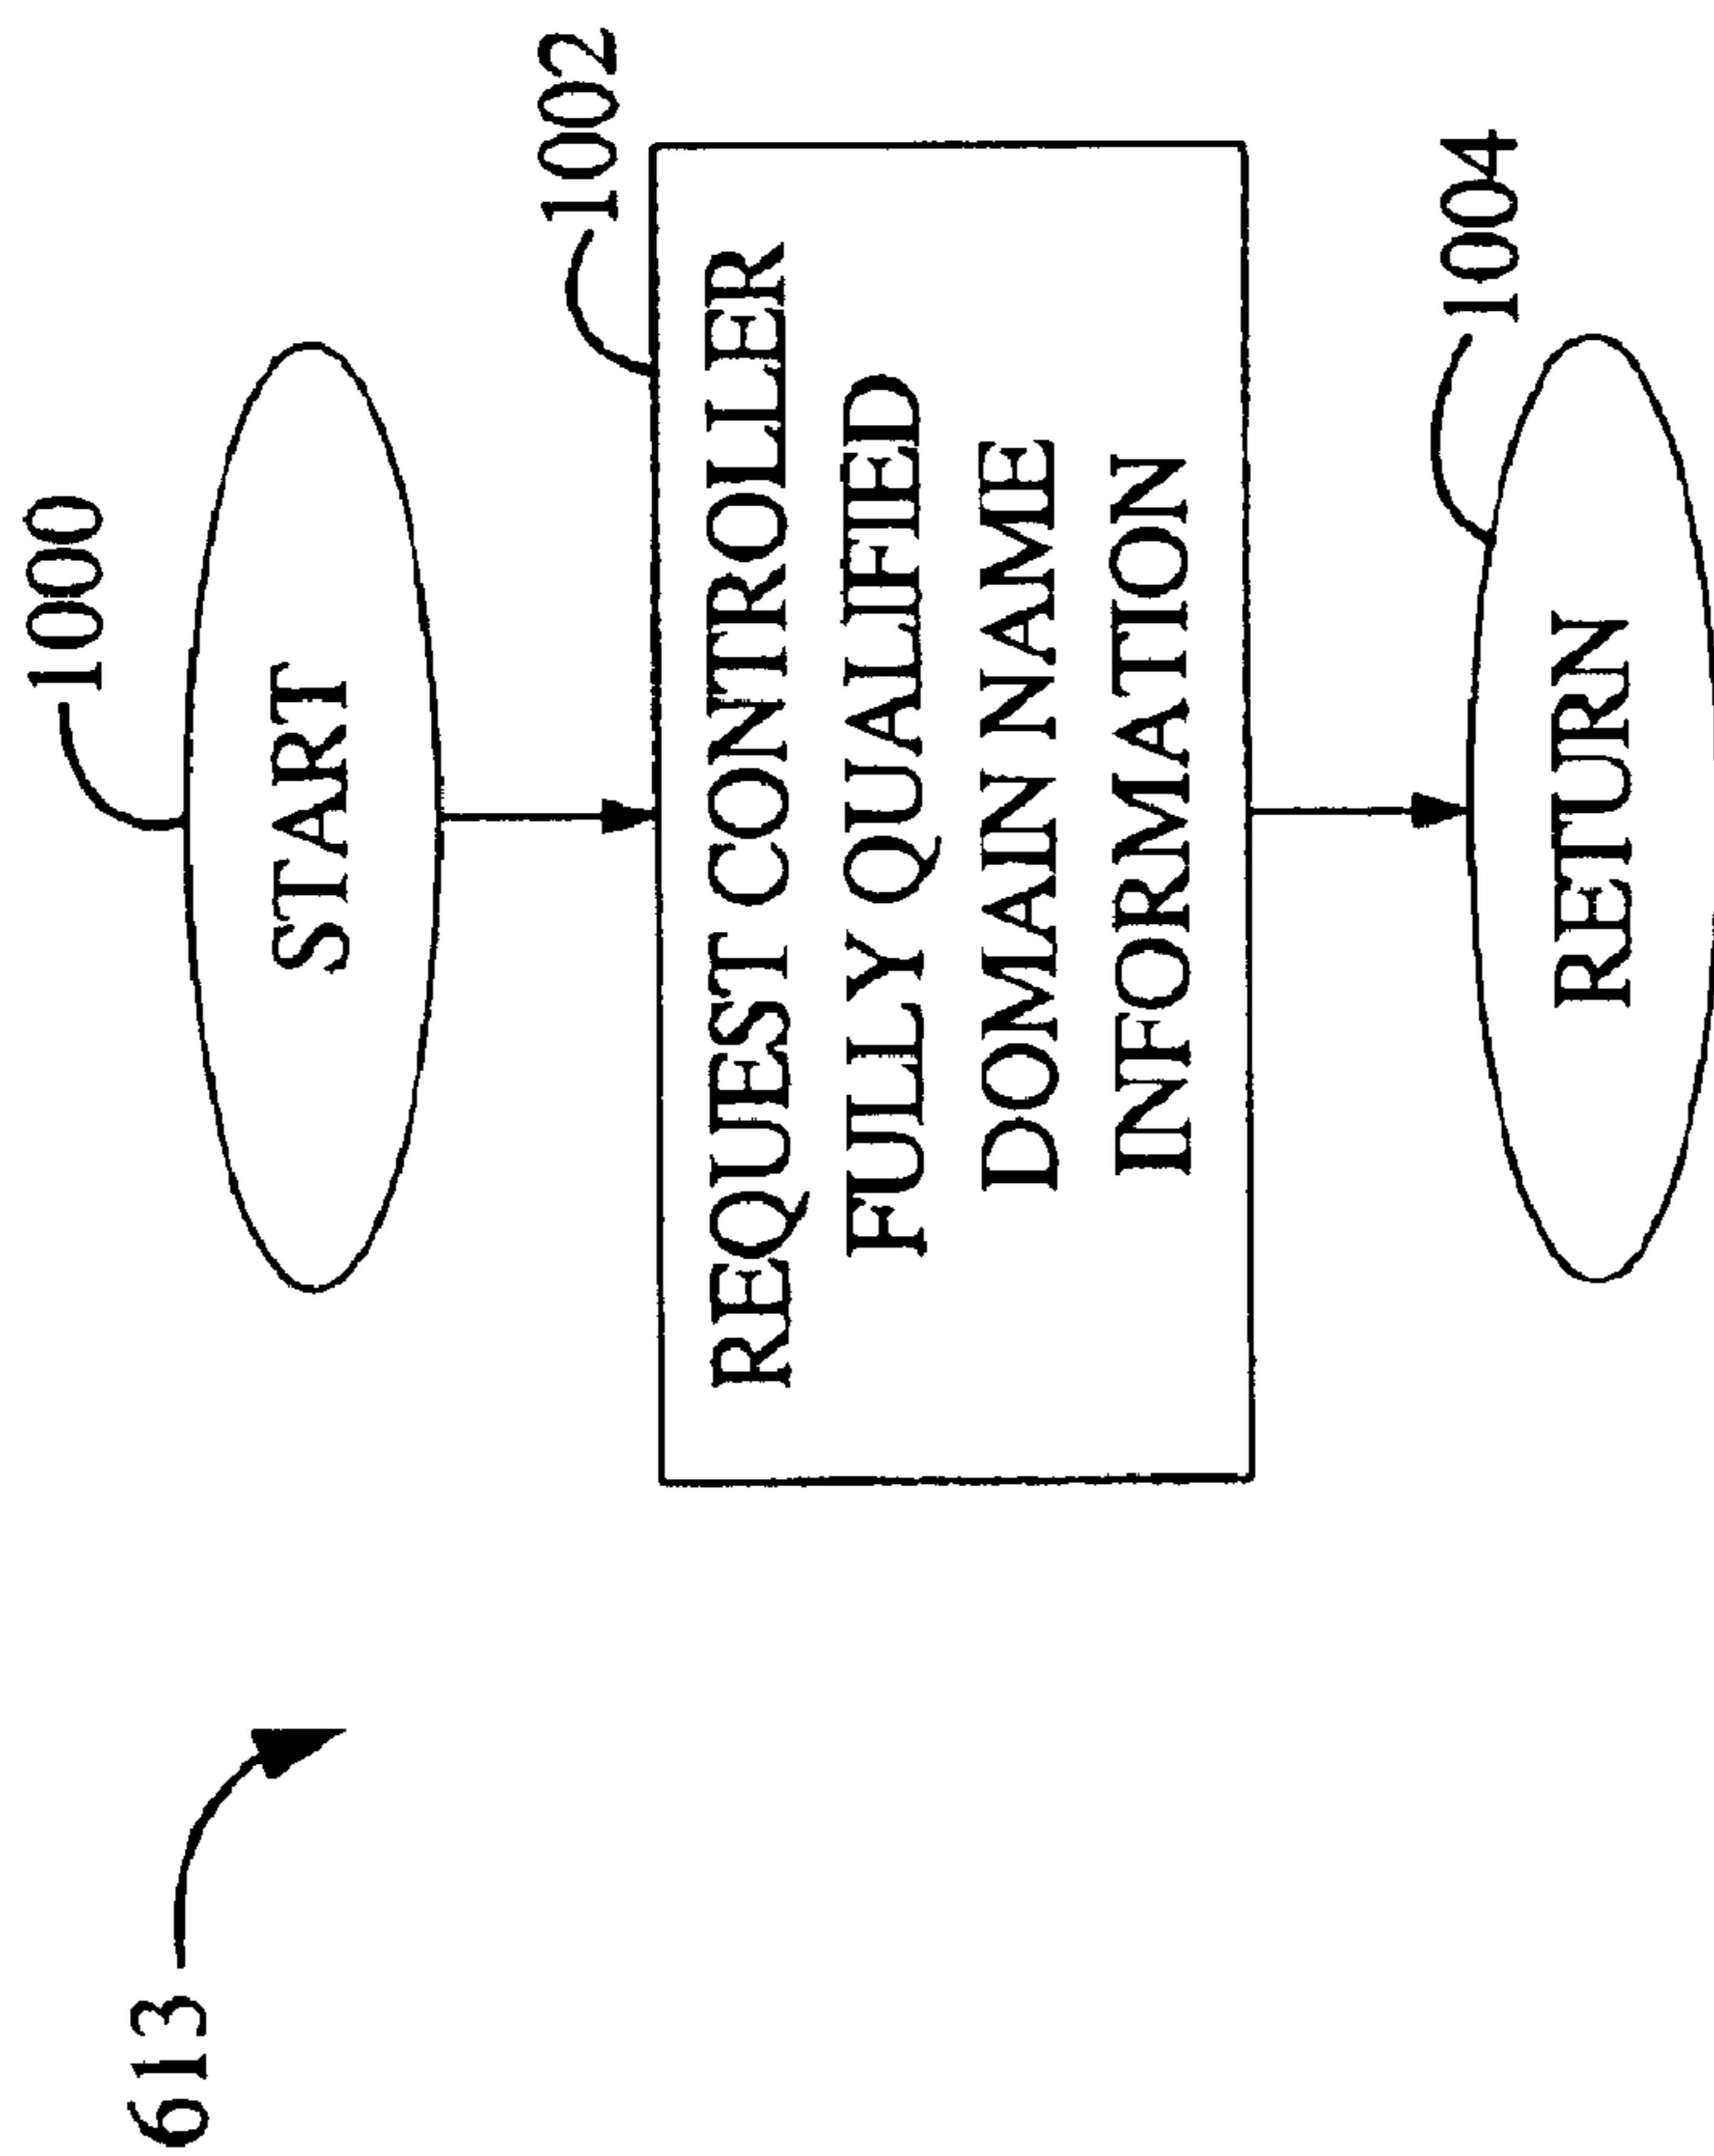 613
1000
START
1002
REQUEST CONTROLLER
FULLY QUALIFIED
DOMAIN NAME
INFORMATION
1004
RETURN